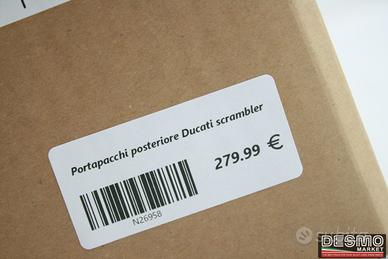 Portapacchi posteriore Ducati scrambler
279.99 €
N26958
DESMO
MARKET